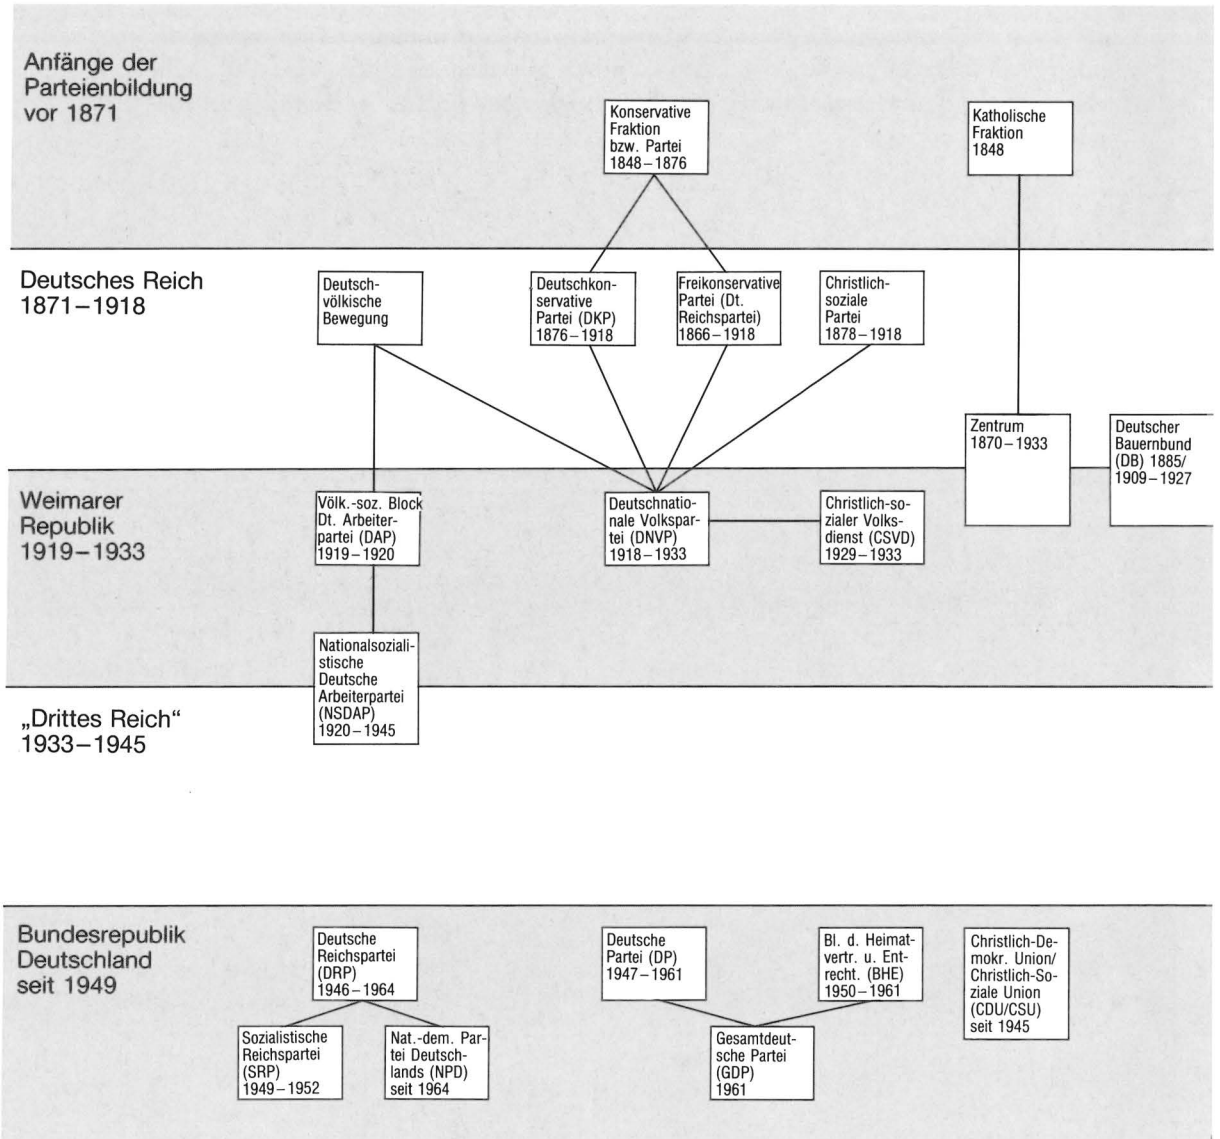 Anfänge der
Parteienbildung
vor 1871
Konservative
Fraktion
bzw. Partei
1848–1876
Katholische
Fraktion
1848
Deutsches Reich
1871–1918
Deutsch-
völkische
Bewegung
Deutschkon-
servative
Partei (DKP)
1876–1918
Freikonservative
Partei (Dt.
Reichspartei)
1866–1918
Christlich-
soziale
Partei
1878–1918
Zentrum
1870–1933
Deutscher
Bauernbund
(DB) 1885/
1909–1927
Weimarer
Republik
1919–1933
Völk.-soz. Block
Dt. Arbeiter-
partei (DAP)
1919–1920
Deutschnatio-
nale Volkspar-
tei (DNVP)
1918–1933
Christlich-so-
zialer Volks-
dienst (CSVD)
1929–1933
Nationalsoziali-
stische
Deutsche
Arbeiterpartei
(NSDAP)
1920–1945
„Drittes Reich“
1933–1945
Bundesrepublik
Deutschland
seit 1949
Deutsche
Reichspartei
(DRP)
1946–1964
Deutsche
Partei (DP)
1947–1961
Bl. d. Heimat-
vertr. u. Ent-
recht. (BHE)
1950–1961
Christlich-De-
mokr. Union/
Christlich-So-
ziale Union
(CDU/CSU)
seit 1945
Sozialistische
Reichspartei
(SRP)
1949–1952
Nat.-dem. Par-
tei Deutsch-
lands (NPD)
seit 1964
Gesamtdeut-
sche Partei
(GDP)
1961